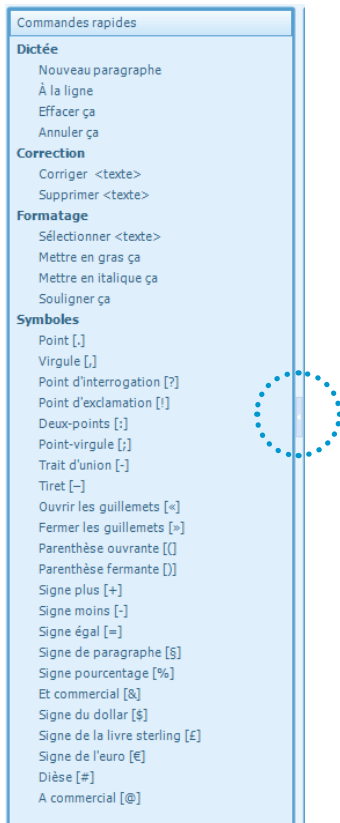 Commandes rapides
Dictée
Nouveau paragraphe
À la ligne
Effacer ça
Annuler ça
Correction
Corriger <texte>
Supprimer <texte>
Formatage
Sélectionner <texte>
Mettre en gras ça
Mettre en italique ça
Souligner ça
Symboles
Point [.]
Virgule [,]
Point d'interrogation [?]
Point d'exclamation [!]
Deux-points [:]
Point-virgule [;]
Trait d'union [-]
Tiret [–]
Ouvrir les guillemets [«]
Fermer les guillemets [»]
Parenthèse ouvrante [(]
Parenthèse fermante [)]
Signe plus [+]
Signe moins [-]
Signe égal [=]
Signe de paragraphe [§]
Signe pourcentage [%]
Et commercial [&]
Signe du dollar [$]
Signe de la livre sterling [£]
Signe de l'euro [€]
Dièse [#]
A commercial [@]